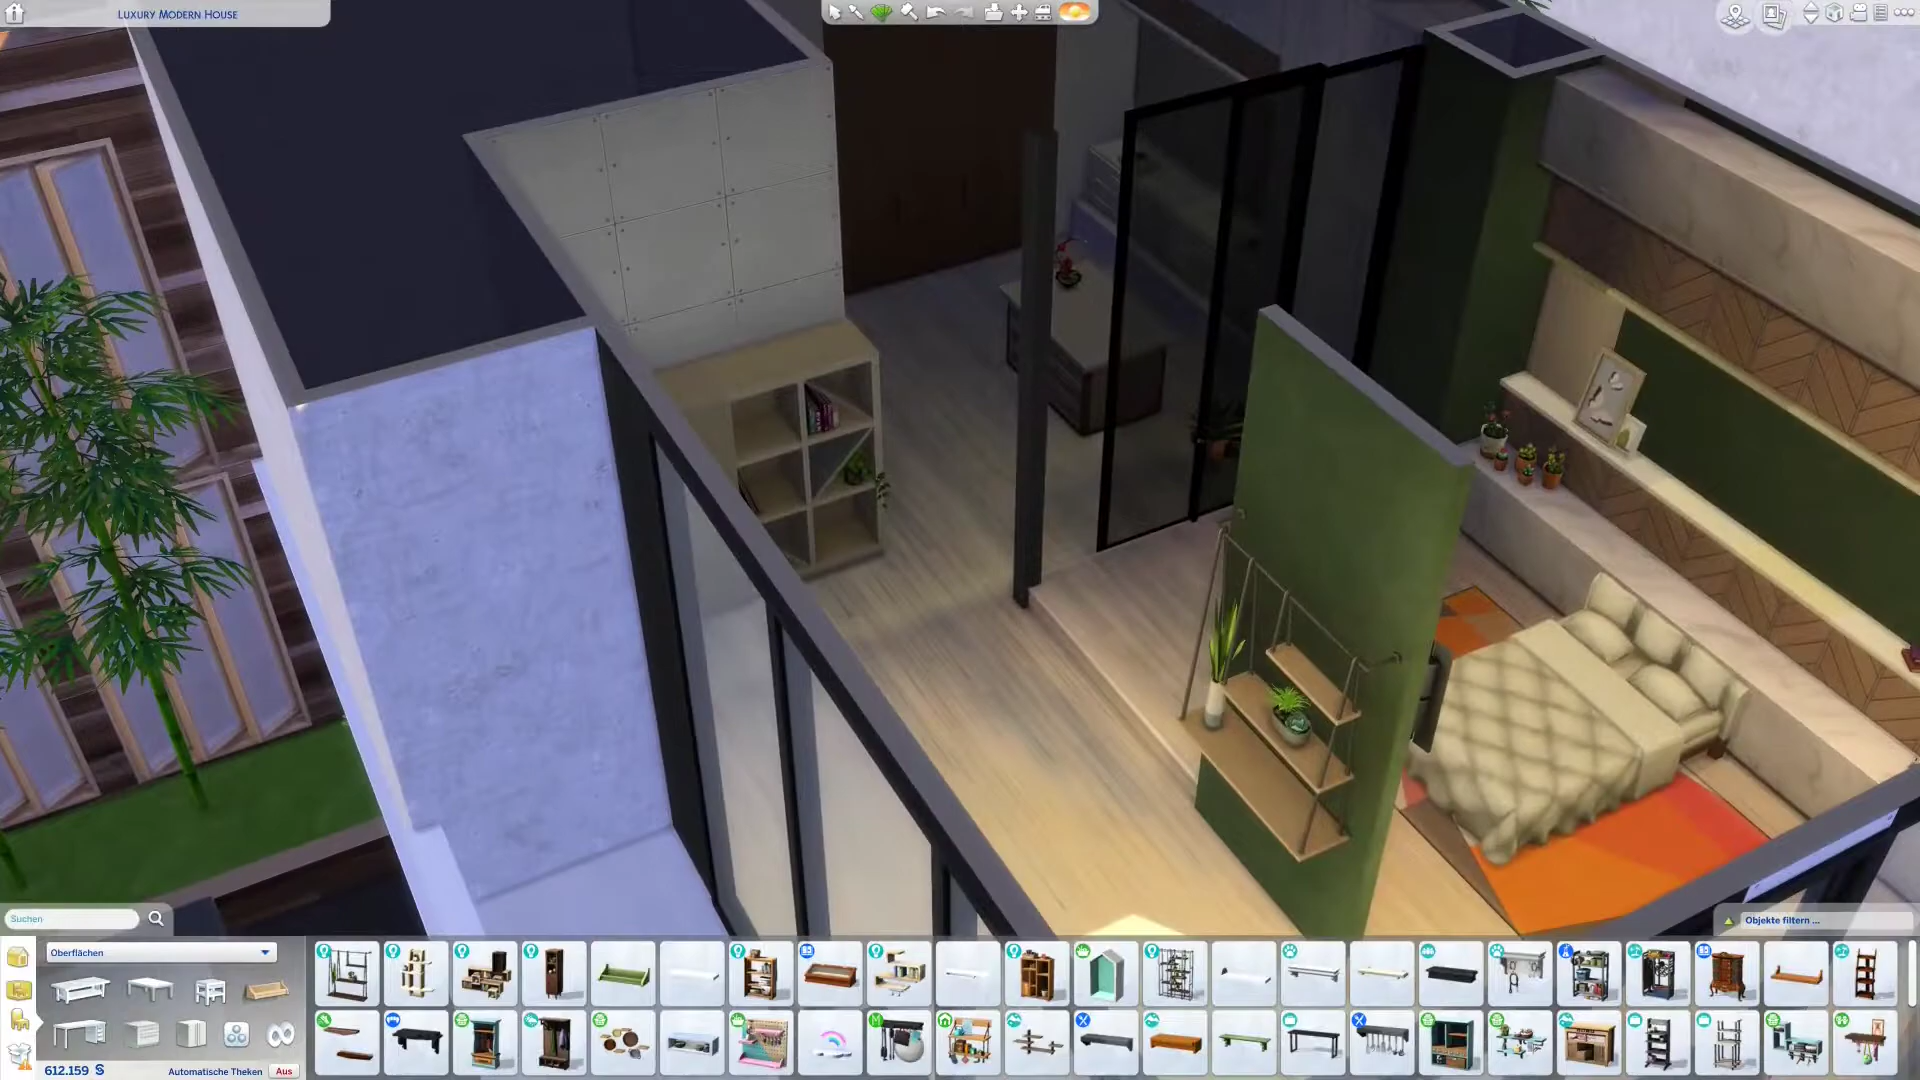 Luxury Modern House
Suchen
Objekte filtern ...
Oberflächen
612.159 S
Automatische Theken Aus